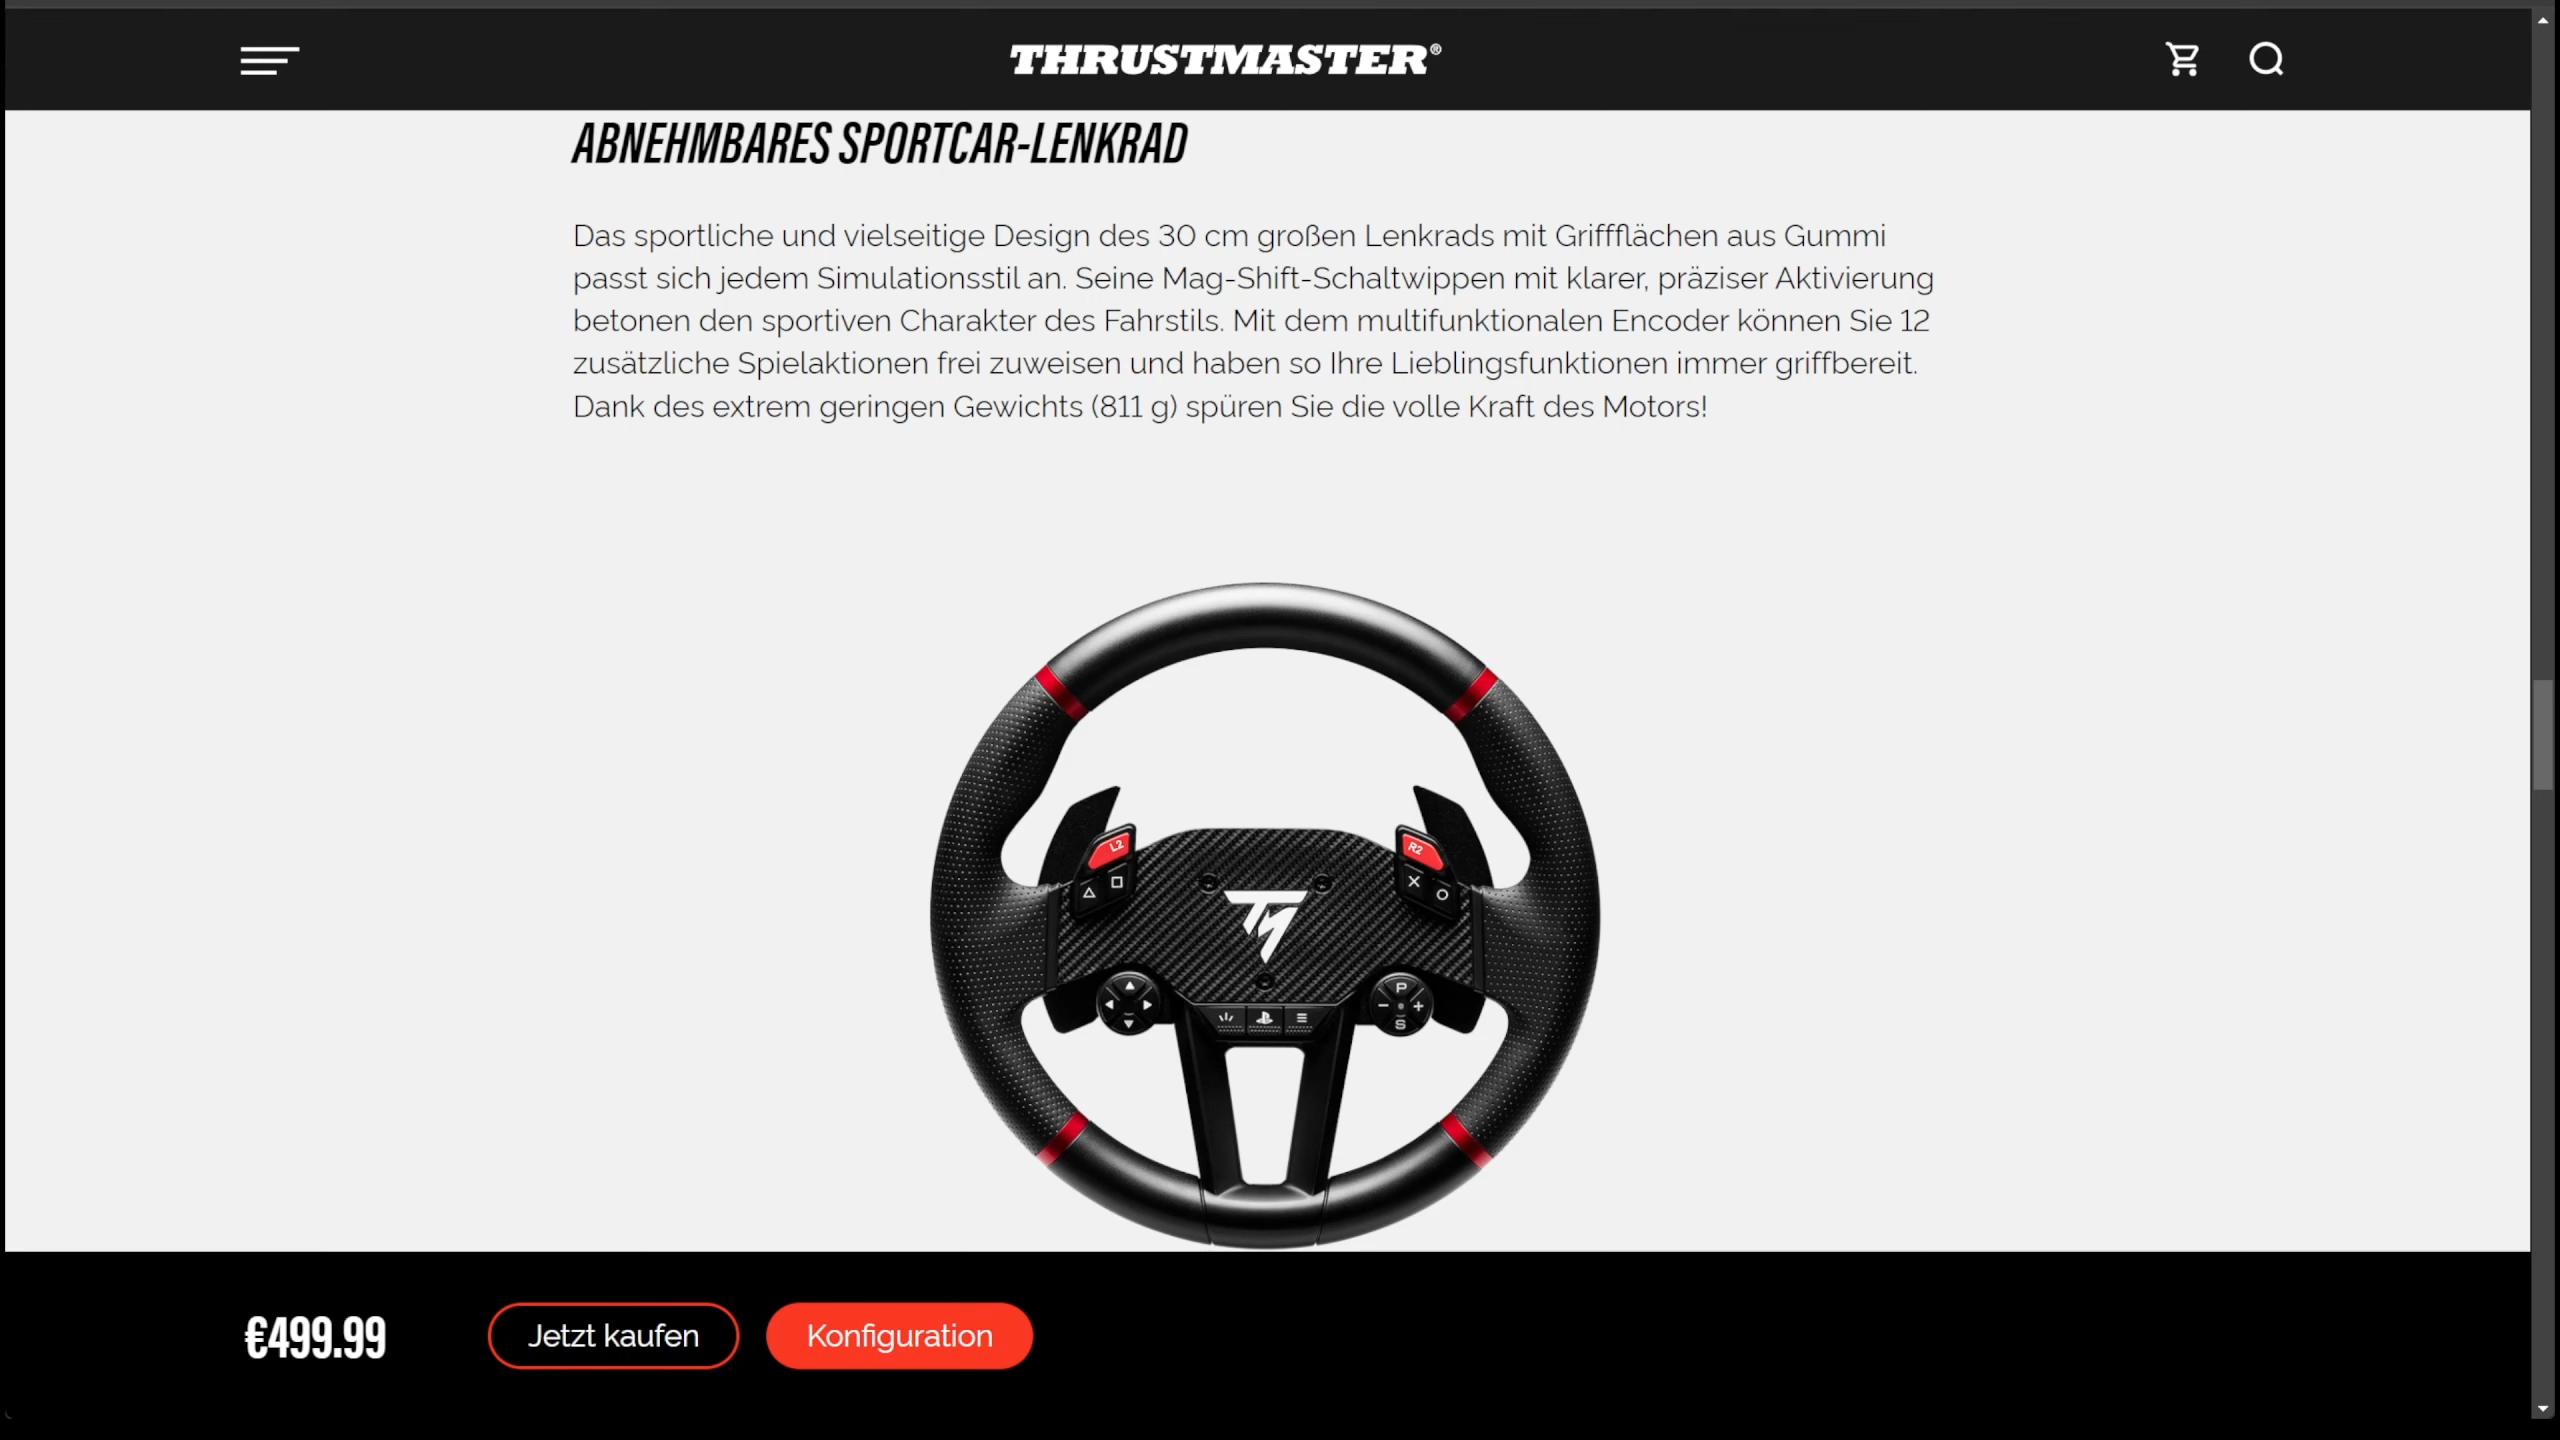 THRUSTMASTER®
ABNEHMBARES SPORTCAR-LENKRAD
Das sportliche und vielseitige Design des 30 cm großen Lenkrads mit Griffflächen aus Gummi
passt sich jedem Simulationsstil an. Seine Mag-Shift-Schaltwippen mit klarer, präziser Aktivierung
betonen den sportiven Charakter des Fahrstils. Mit dem multifunktionalen Encoder können Sie 12
zusätzliche Spielaktionen frei zuweisen und haben so Ihre Lieblingsfunktionen immer griffbereit.
Dank des extrem geringen Gewichts (811 g) spüren Sie die volle Kraft des Motors!
L2
R2
TM
P
- +
S
€499.99
Jetzt kaufen
Konfiguration